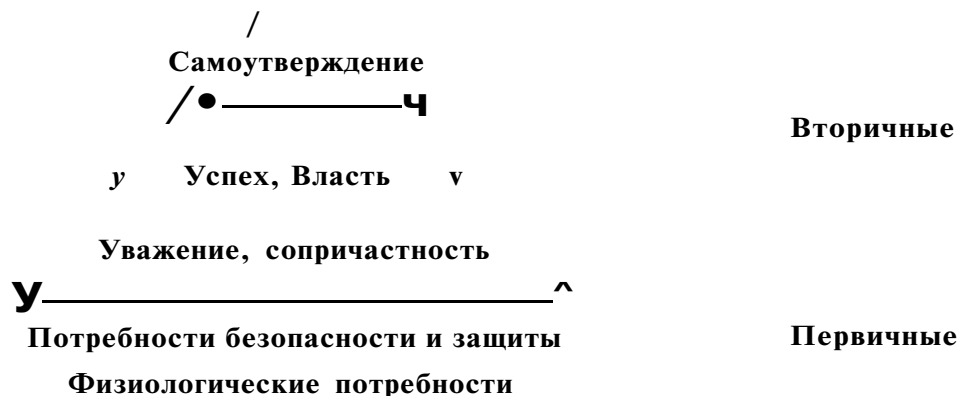 /
Самоутверждение
/•ч
Вторичные
у Успех, Власть v
Уважение, сопричастность
У^
Потребности безопасности и защиты Первичные
Физиологические потребности